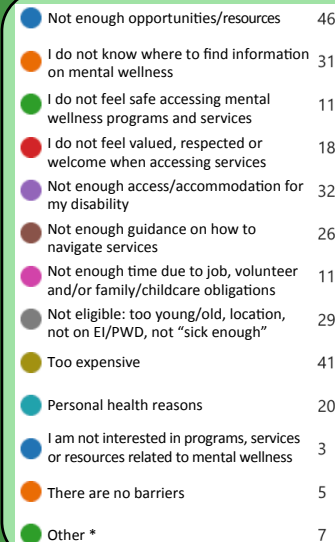 Not enough opportunities/resources 46
I do not know where to find information 31
on mental wellness
I do not feel safe accessing mental 11
wellness programs and services
I do not feel valued, respected or 18
welcome when accessing services
Not enough access/accommodation for 32
my disability
Not enough guidance on how to 26
navigate services
Not enough time due to job, volunteer 11
and/or family/childcare obligations
Not eligible: too young/old, location, 29
not on EI/PWD, not “sick enough”
Too expensive 41
Personal health reasons 20
I am not interested in programs, services 3
or resources related to mental wellness
There are no barriers 5
Other * 7